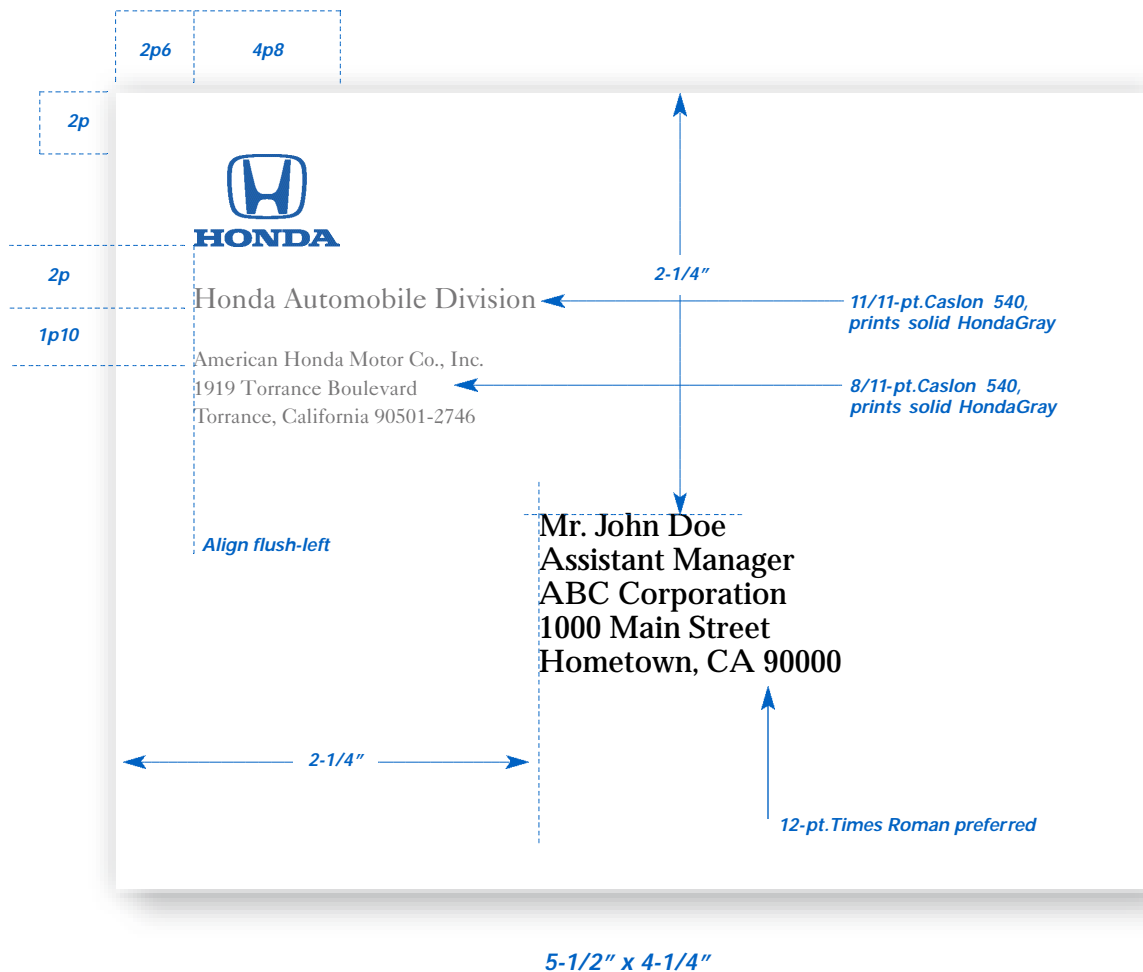 2p6 4p8
2p
HONDA
2p
2-1/4"
Honda Automobile Division
11/11-pt.Caslon 540,
prints solid HondaGray
1p10
American Honda Motor Co., Inc.
1919 Torrance Boulevard
Torrance, California 90501-2746
8/11-pt.Caslon 540,
prints solid HondaGray
Align flush-left
Mr. John Doe
Assistant Manager
ABC Corporation
1000 Main Street
Hometown, CA 90000
2-1/4"
12-pt.Times Roman preferred
5-1/2" x 4-1/4"